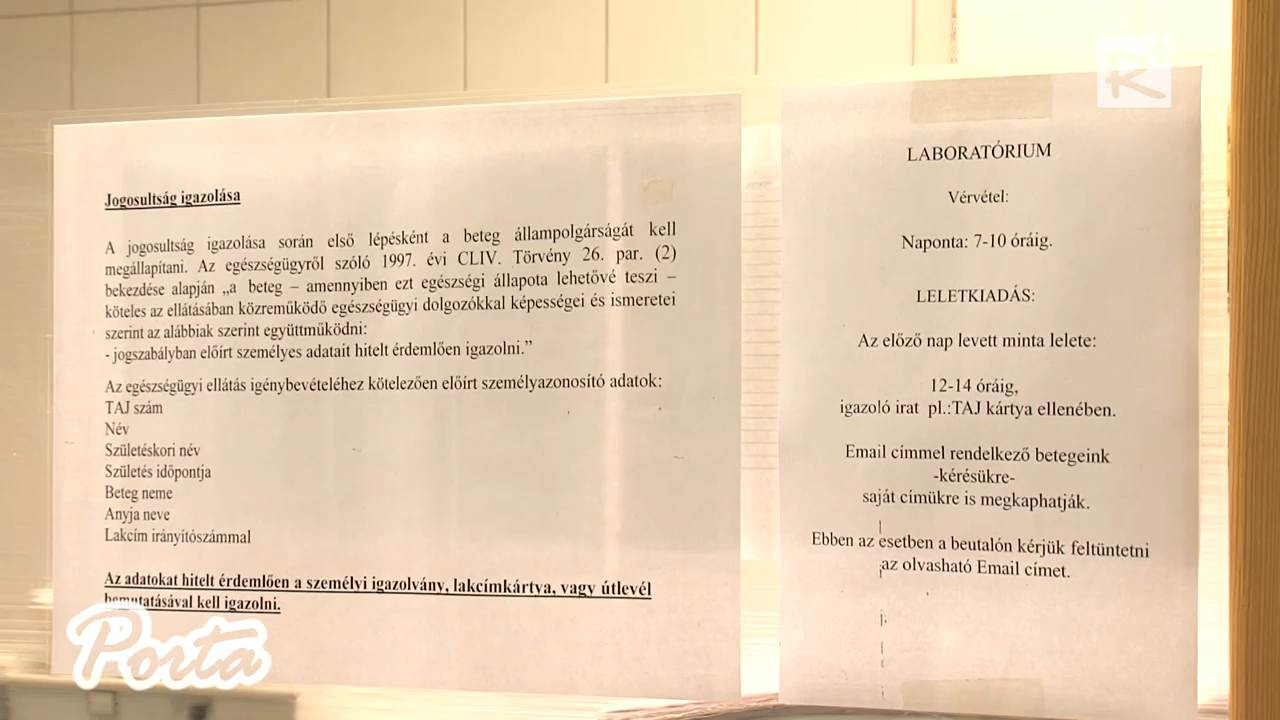 Jogosultság igazolása
A jogosultság igazolása során első lépésként a beteg állampolgárságát kell
megállapítani. Az egészségügyről szóló 1997. évi CLIV. Törvény 26. par. (2)
bekezdése alapján „a beteg – amennyiben ezt egészségi állapota lehetővé teszi –
köteles az ellátásában közreműködő egészségügyi dolgozókkal képességei és ismeretei
szerint az alábbiak szerint együttműködni:
- jogszabályban előírt személyes adatait hitelt érdemlően igazolni.”
Az egészségügyi ellátás igénybevételéhez kötelezően előírt személyazonosító adatok:
TAJ szám
Név
Születéskori név
Születés időpontja
Beteg neme
Anyja neve
Lakcím irányítószámmal
Az adatokat hitelt érdemlően a személyi igazolvány, lakcímkártya, vagy útlevél
bemutatásával kell igazolni.
LABORATÓRIUM
Vérvétel:
Naponta: 7-10 óráig.
LELETKIADÁS:
Az előző nap levett minta lelete:
12-14 óráig,
igazoló irat pl.:TAJ kártya ellenében.
Email címmel rendelkező betegeink
-kérésükre-
saját címükre is megkaphatják.
Ebben az esetben a beutalón kérjük feltüntetni
az olvasható Email címet.
Porta
R